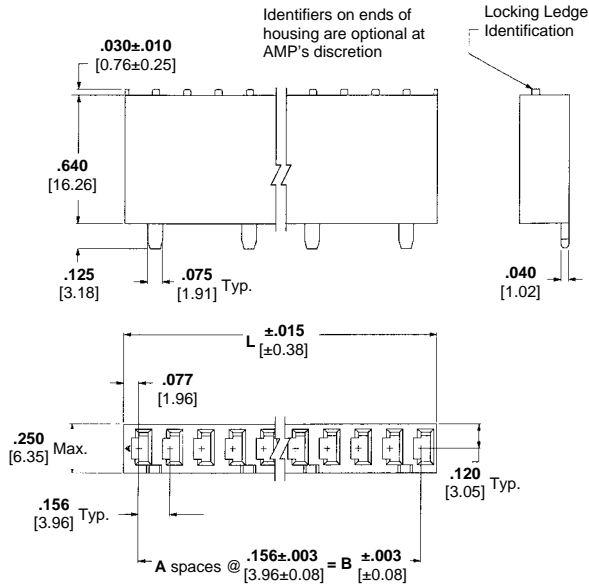 Identifiers on ends of
housing are optional at
AMP's discretion
Locking Ledge
Identification
.030±.010
[0.76±0.25]
.640
[16.26]
.125
[3.18]
.075
[1.91] Typ.
.040
[1.02]
L ±.015
[±0.38]
.077
[1.96]
.250
[6.35] Max.
.120
[3.05] Typ.
.156
[3.96] Typ.
A spaces @ .156±.003 = B ±.003
[3.96±0.08] [±0.08]